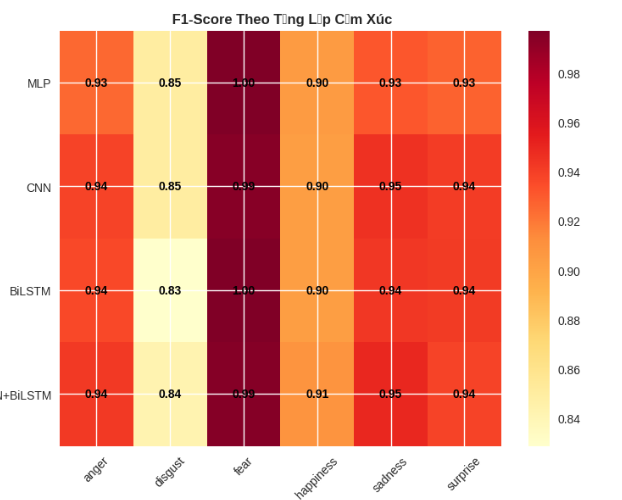 F1-Score Theo T▯ng L▯p C▯m Xúc
MLP 0.93 0.85 1.00 0.90 0.93 0.93
CNN 0.94 0.85 0.99 0.90 0.95 0.94
BiLSTM 0.94 0.83 1.00 0.90 0.94 0.94
N+BiLSTM 0.94 0.84 0.99 0.91 0.95 0.94
anger disgust fear happiness sadness surprise
0.98
0.96
0.94
0.92
0.90
0.88
0.86
0.84